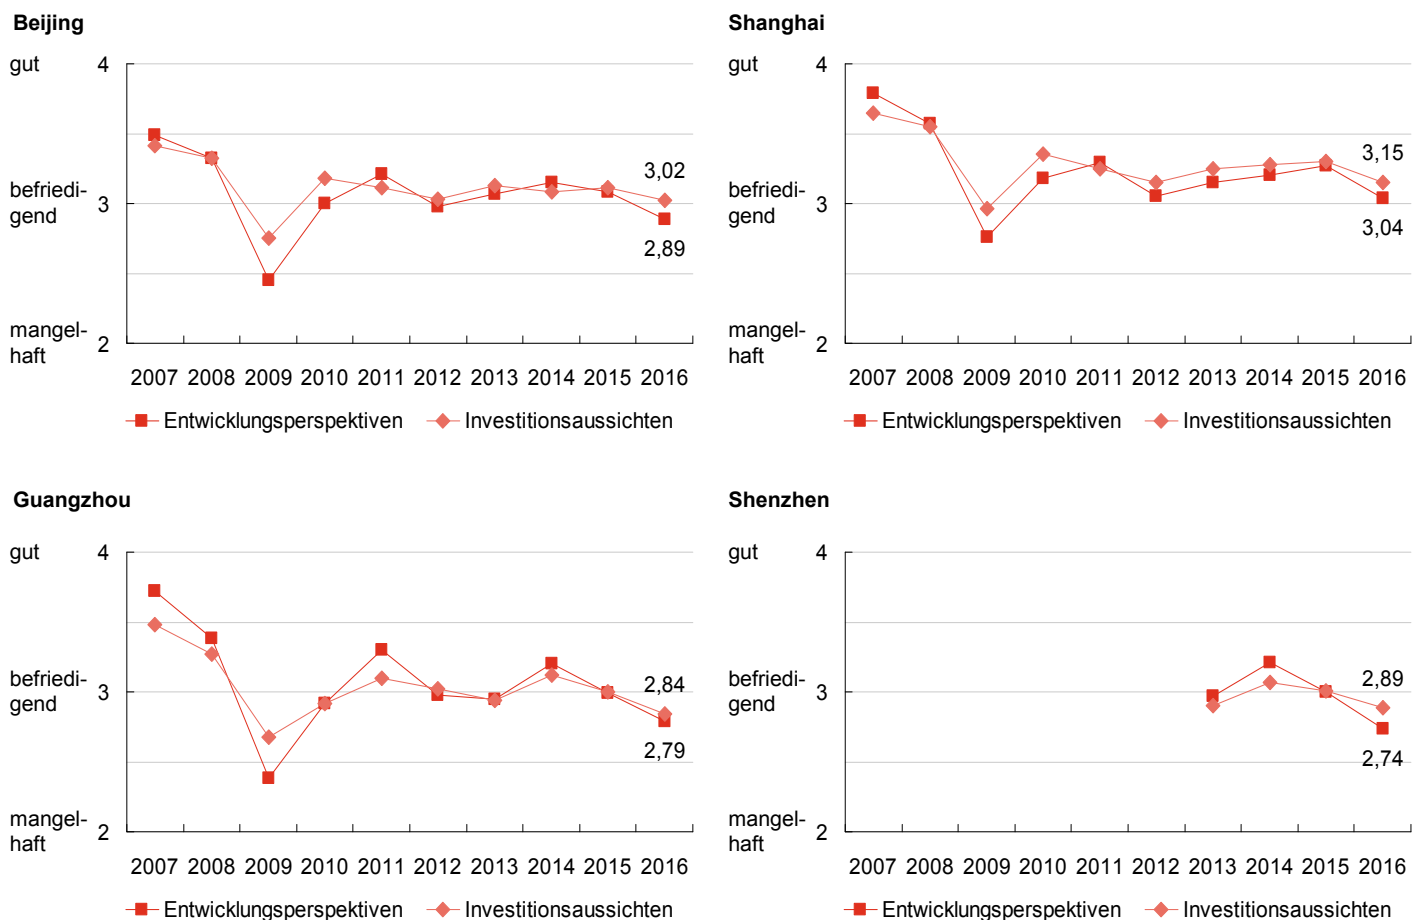 Beijing
gut 4
3,02
befriedi-
gend 3
2,89
mangel-
haft 2
2007 2008 2009 2010 2011 2012 2013 2014 2015 2016
Entwicklungsperspektiven Investitionsaussichten
Shanghai
gut 4
3,15
befriedi-
gend 3
3,04
mangel-
haft 2
2007 2008 2009 2010 2011 2012 2013 2014 2015 2016
Entwicklungsperspektiven Investitionsaussichten
Guangzhou
gut 4
2,84
befriedi-
gend 3
2,79
mangel-
haft 2
2007 2008 2009 2010 2011 2012 2013 2014 2015 2016
Entwicklungsperspektiven Investitionsaussichten
Shenzhen
gut 4
2,89
befriedi-
gend 3
2,74
mangel-
haft 2
2007 2008 2009 2010 2011 2012 2013 2014 2015 2016
Entwicklungsperspektiven Investitionsaussichten